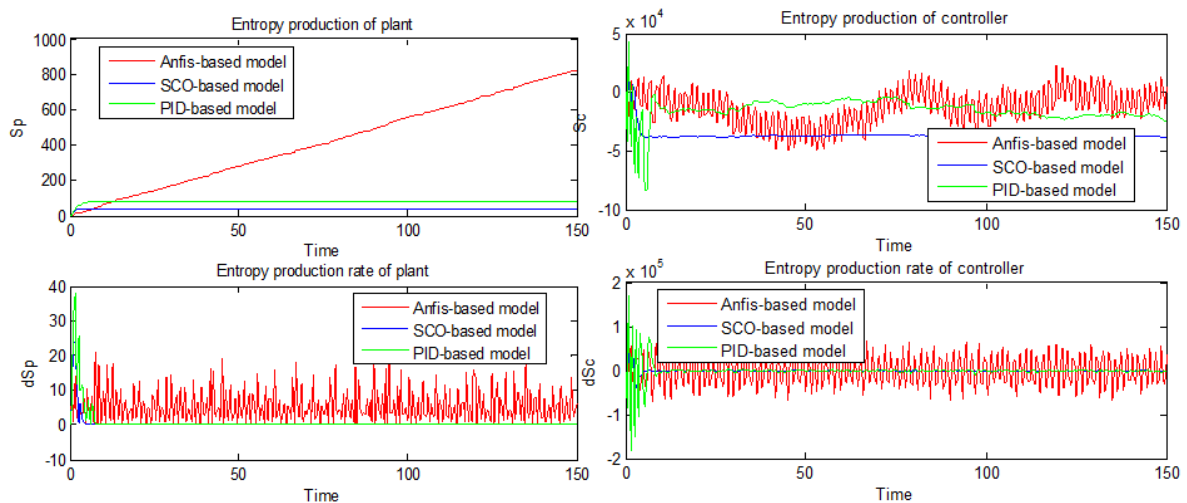 Entropy production of plant
1000
800
600
400
200
0
Sp
Anfis-based model
SCO-based model
PID-based model
0
50
100
150
Time
Entropy production of controller
x 10^4
5
0
-5
-10
Sc
Anfis-based model
SCO-based model
PID-based model
0
50
100
150
Time
Entropy production rate of plant
40
30
20
10
0
-10
dSp
Anfis-based model
SCO-based model
PID-based model
0
50
100
150
Time
Entropy production rate of controller
x 10^5
2
1
0
-1
-2
dSc
Anfis-based model
SCO-based model
PID-based model
0
50
100
150
Time